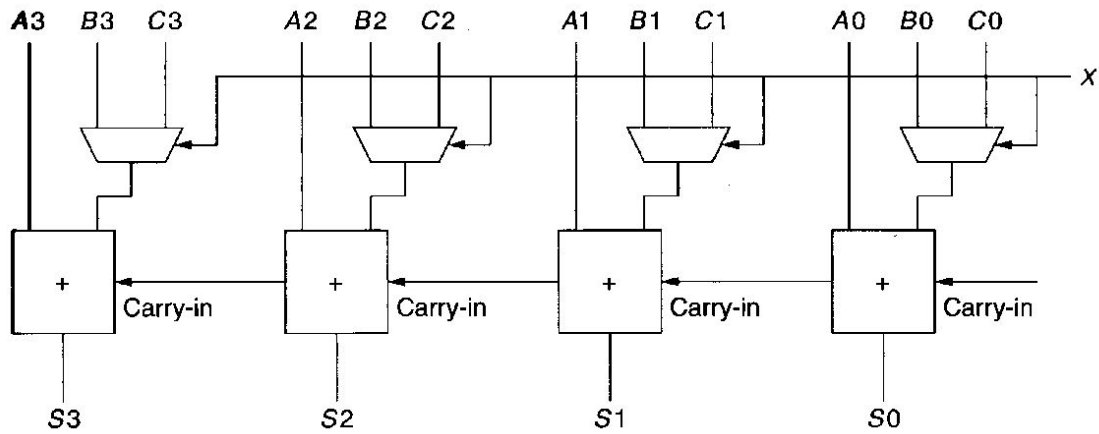 A3 B3 C3 A2 B2 C2 A1 B1 C1 A0 B0 C0
X
+ + + +
Carry-in Carry-in Carry-in Carry-in
S3 S2 S1 S0